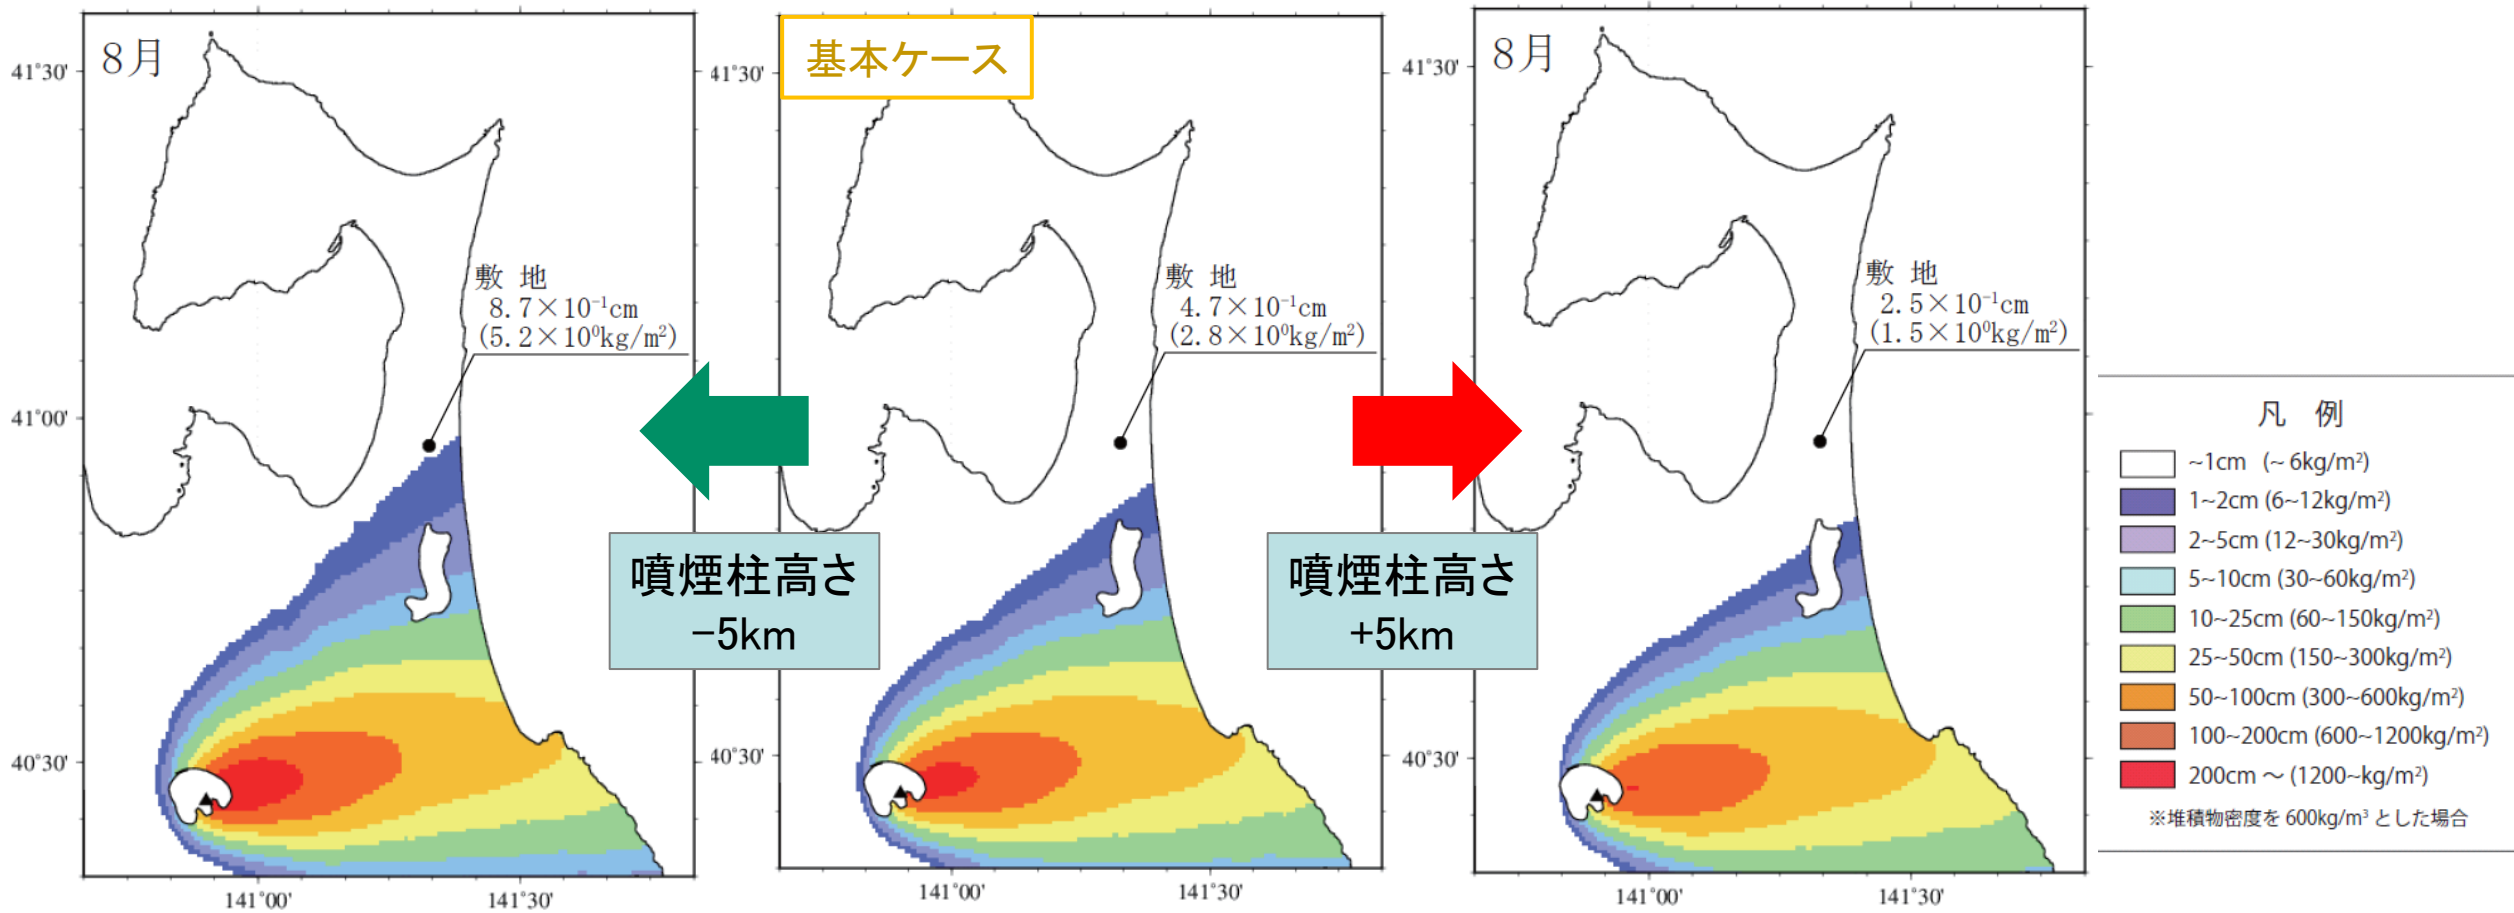 8月
41°30'
41°00'
40°30'
141°00'
141°30'
敷 地
8.7×10⁻¹cm
(5.2×10⁰kg/m²)
噴煙柱高さ
−5km
基本ケース
41°30'
40°30'
141°00'
141°30'
敷 地
4.7×10⁻¹cm
(2.8×10⁰kg/m²)
噴煙柱高さ
+5km
8月
41°30'
41°00'
40°30'
141°00'
141°30'
敷 地
2.5×10⁻¹cm
(1.5×10⁰kg/m²)
凡 例
~1cm (~6kg/m²)
1~2cm (6~12kg/m²)
2~5cm (12~30kg/m²)
5~10cm (30~60kg/m²)
10~25cm (60~150kg/m²)
25~50cm (150~300kg/m²)
50~100cm (300~600kg/m²)
100~200cm (600~1200kg/m²)
200cm ～ (1200~kg/m²)
※堆積物密度を 600kg/m³ とした場合